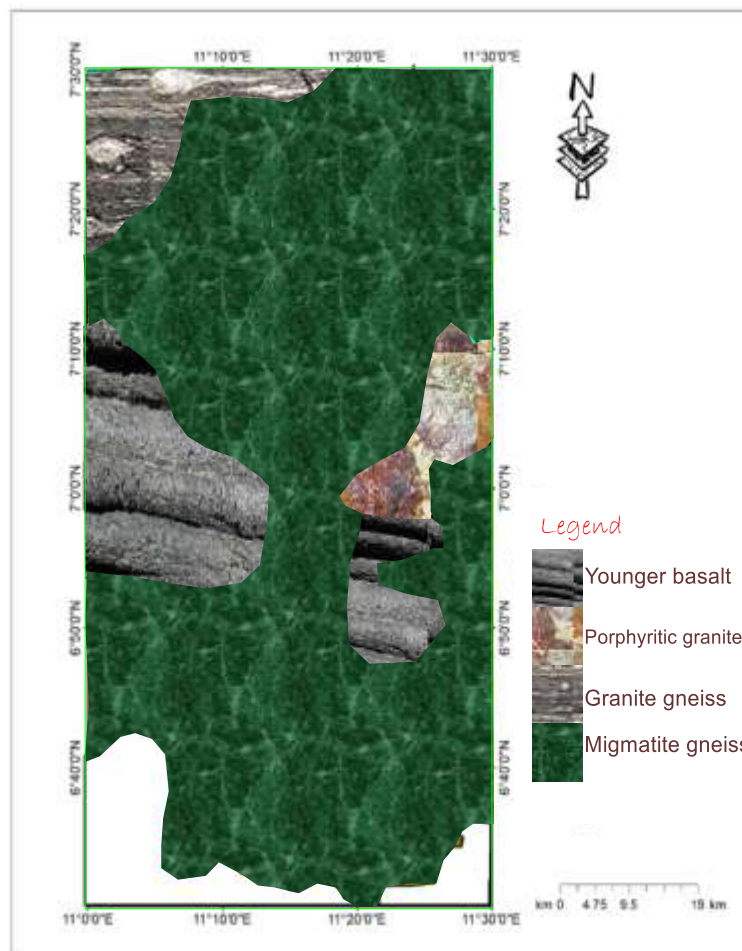 11°10'0"E 11°20'0"E 11°30'0"E
N
7°30'0"N
7°20'0"N 7°20'0"N
7°10'0"N 7°10'0"N
7°0'0"N 7°0'0"N
Legend
Younger basalt
6°50'0"N 6°50'0"N
Porphyritic granite
Granite gneiss
Migmatite gneiss
6°40'0"N 6°40'0"N
km 0 4.75 9.5 19 km
11°0'0"E 11°10'0"E 11°20'0"E 11°30'0"E